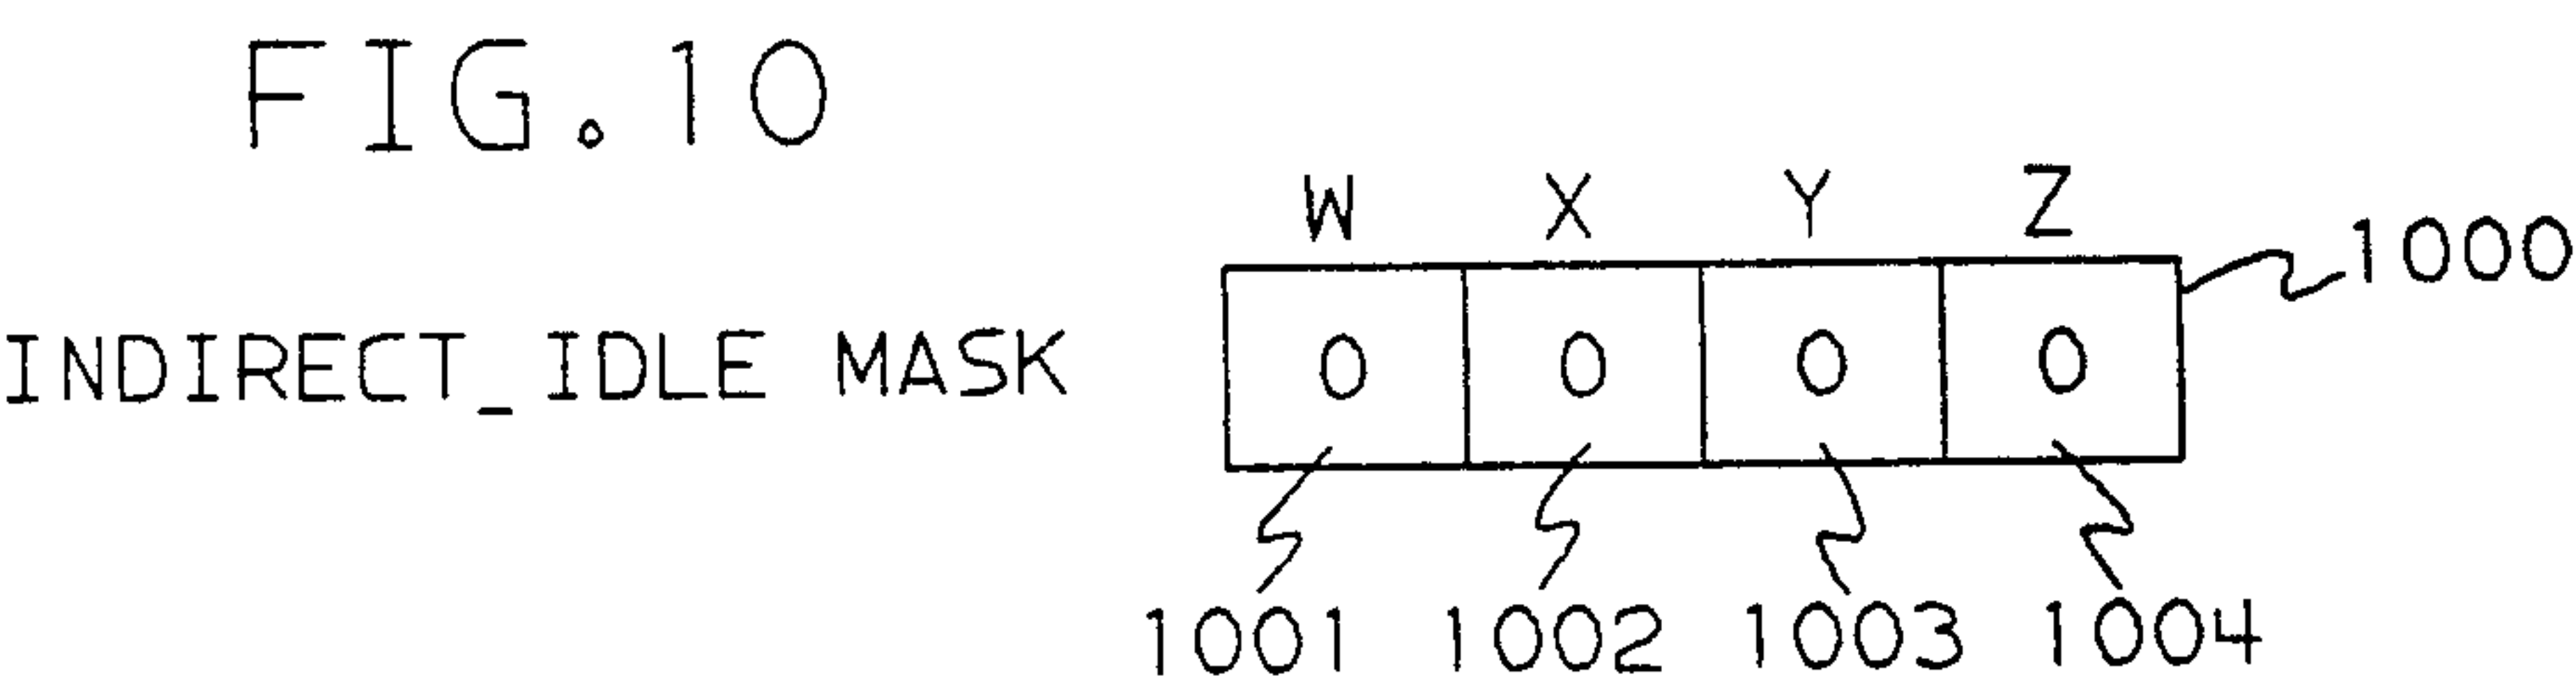 FIG. 10
W X Y Z
1000
INDIRECT_IDLE MASK 0 0 0 0
1001 1002 1003 1004